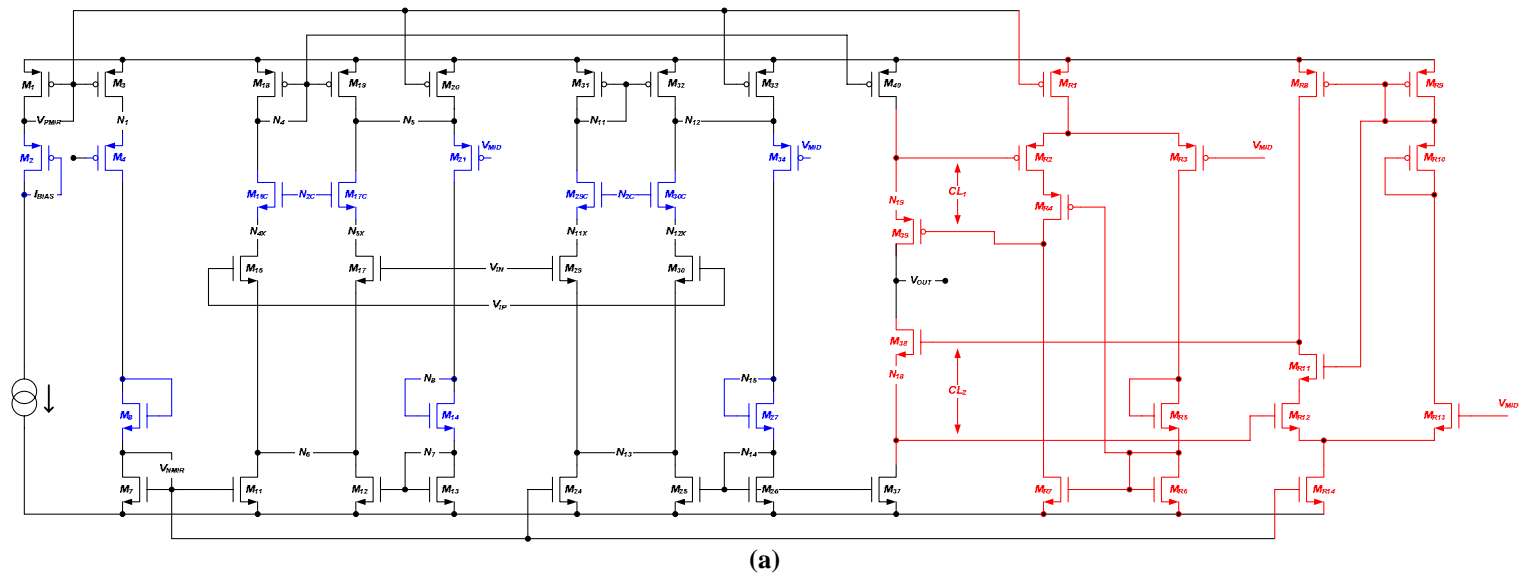 M1 M3 M18 M19 M20 M31 M32 M33 M40 MR1 MR8 MR9
VPMIR N1 N4 N5 N11 N12
M2 M4 VMID M21 VMID M34 MR2 MR3 VMID MR10
IBIAS M16C N2C M17C M29C N2C M30C N19 CL1 MR4
N4X N5X N11X N12X M39
M16 M17 VIN M29 M30
VIP VOUT
M38 MR11
N8 N15 N18 CL2
M8 M14 M27 MR5 MR12 MR13 VMID
VNMIR N6 N7 N13 N14
M7 M11 M12 M13 M24 M25 M26 M37 MR7 MR6 MR14
(a)